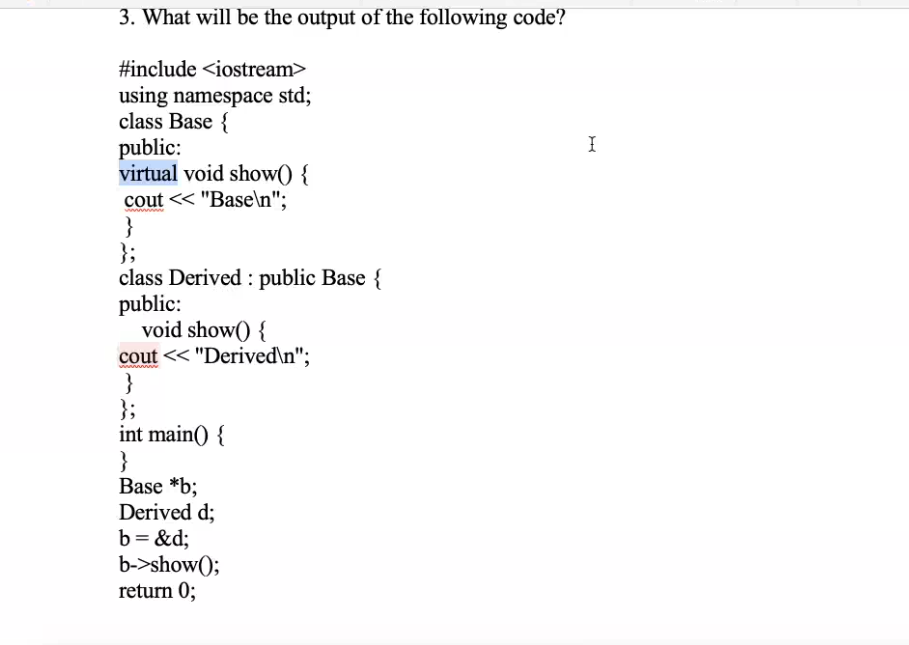 3. What will be the output of the following code?
#include <iostream>
using namespace std;
class Base {
public:
virtual void show() {
cout << "Base\n";
}
};
class Derived : public Base {
public:
void show() {
cout << "Derived\n";
}
};
int main() {
}
Base *b;
Derived d;
b = &d;
b->show();
return 0;